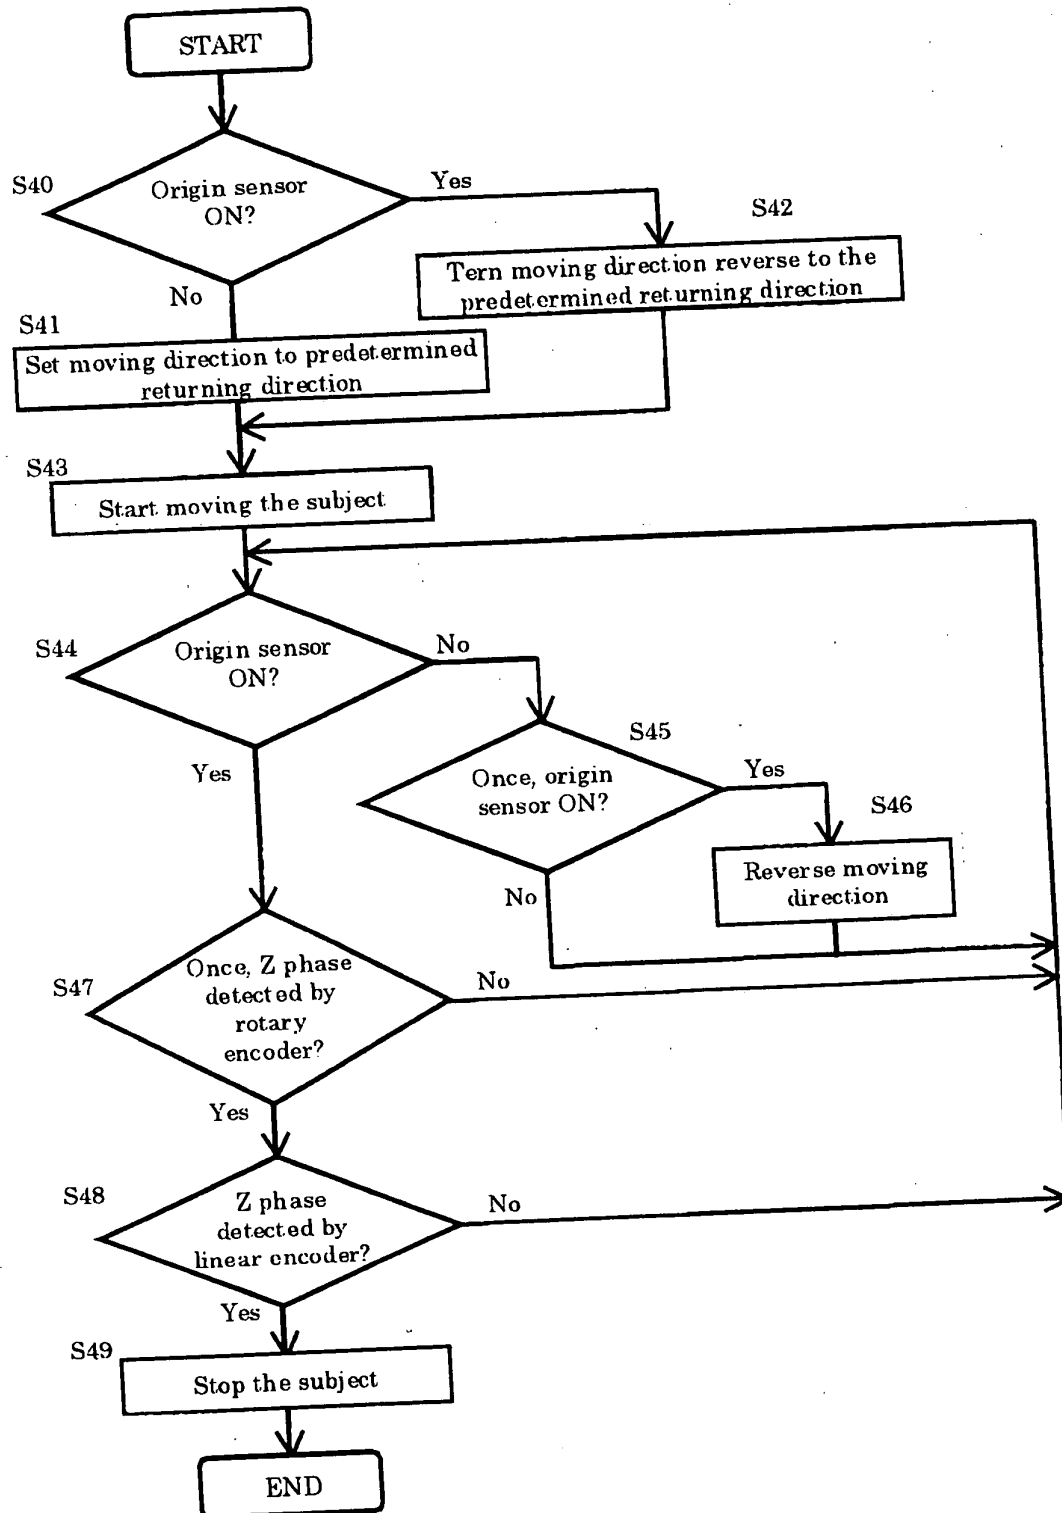 START
S40
Origin sensor
ON?
Yes
No
S42
Tern moving direction reverse to the
predetermined returning direction
S41
Set moving direction to predetermined
returning direction
S43
Start moving the subject
S44
Origin sensor
ON?
No
Yes
S45
Once, origin
sensor ON?
Yes
No
S46
Reverse moving
direction
S47
Once, Z phase
detected by
rotary
encoder?
No
Yes
S48
Z phase
detected by
linear encoder?
No
Yes
S49
Stop the subject
END